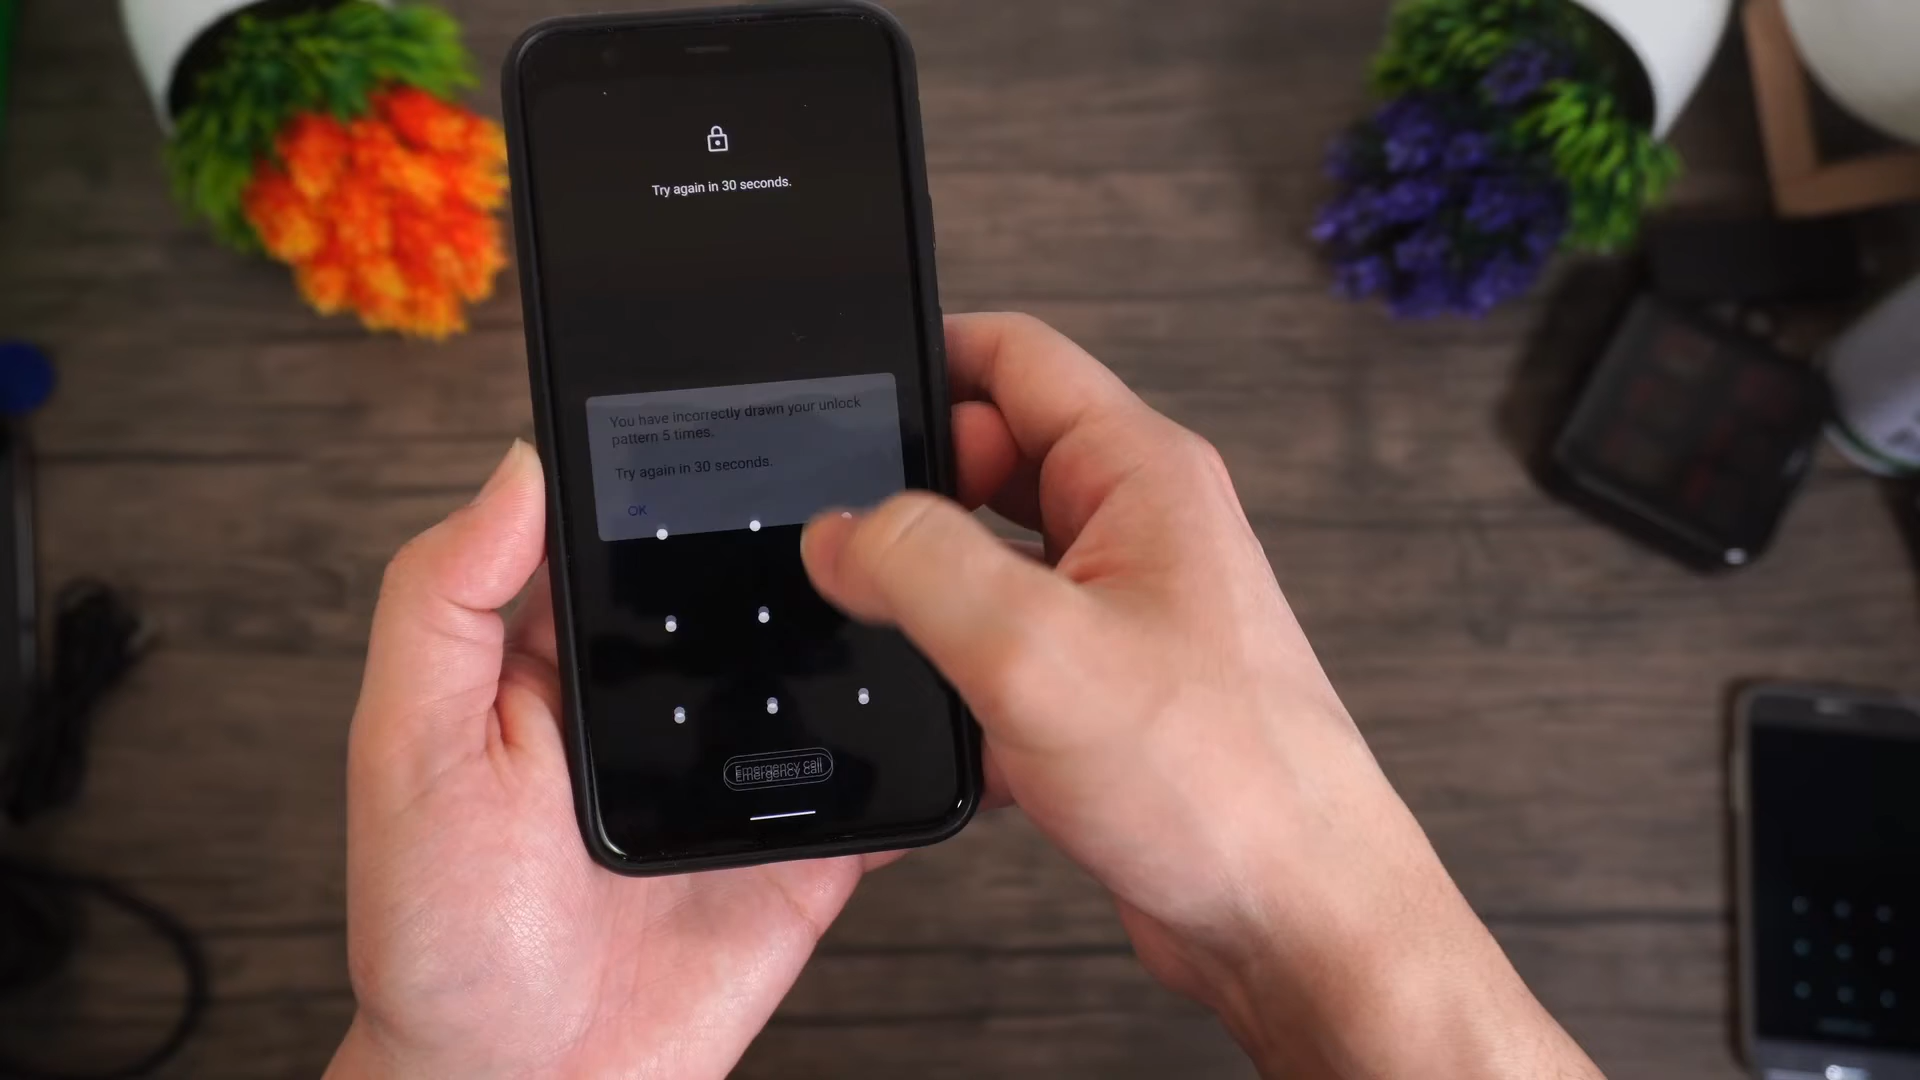 Try again in 30 seconds.
You have incorrectly drawn your unlock
pattern 5 times.
Try again in 30 seconds.
OK
Emergency call